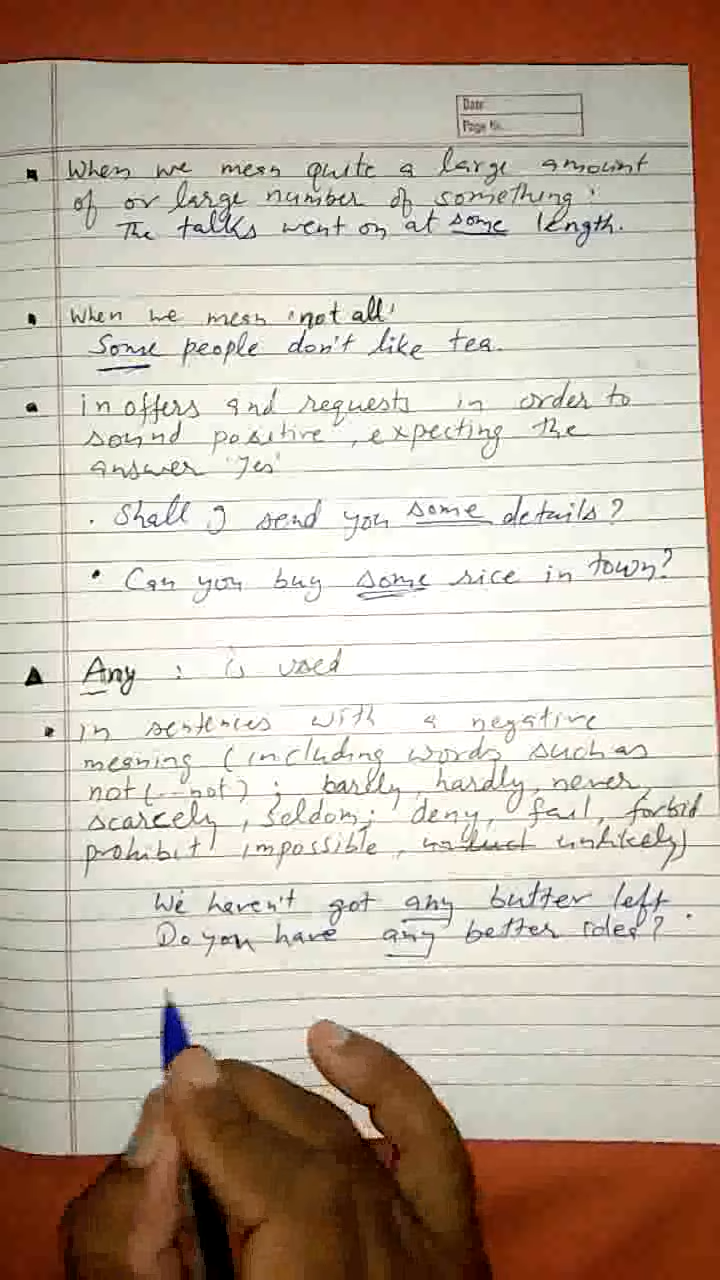 Date
Page No.
When we mean quite a large amount
of or large number of something:
The talks went on at some length.
When we mean 'not all'
Some people don't like tea.
in offers and requests in order to
sound positive, expecting the
answer 'Yes'
. Shall I send you some details?
• Can you buy some rice in town?
Any : is used
in sentences with a negative
meaning (including words such as
not (--not) ; barely, hardly, never,
scarcely, seldom; deny, fail, forbid
prohibit impossible, unlikely)
We haven't got any butter left.
Do you have any better idea?